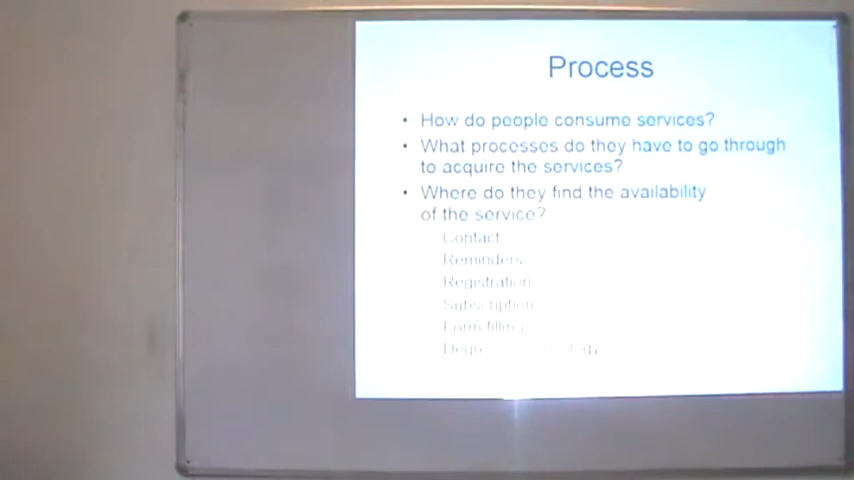 Process
• How do people consume services?
• What processes do they have to go through
to acquire the services?
• Where do they find the availability
of the service?
Contact
Reminders
Registration
Subscription
Form filling